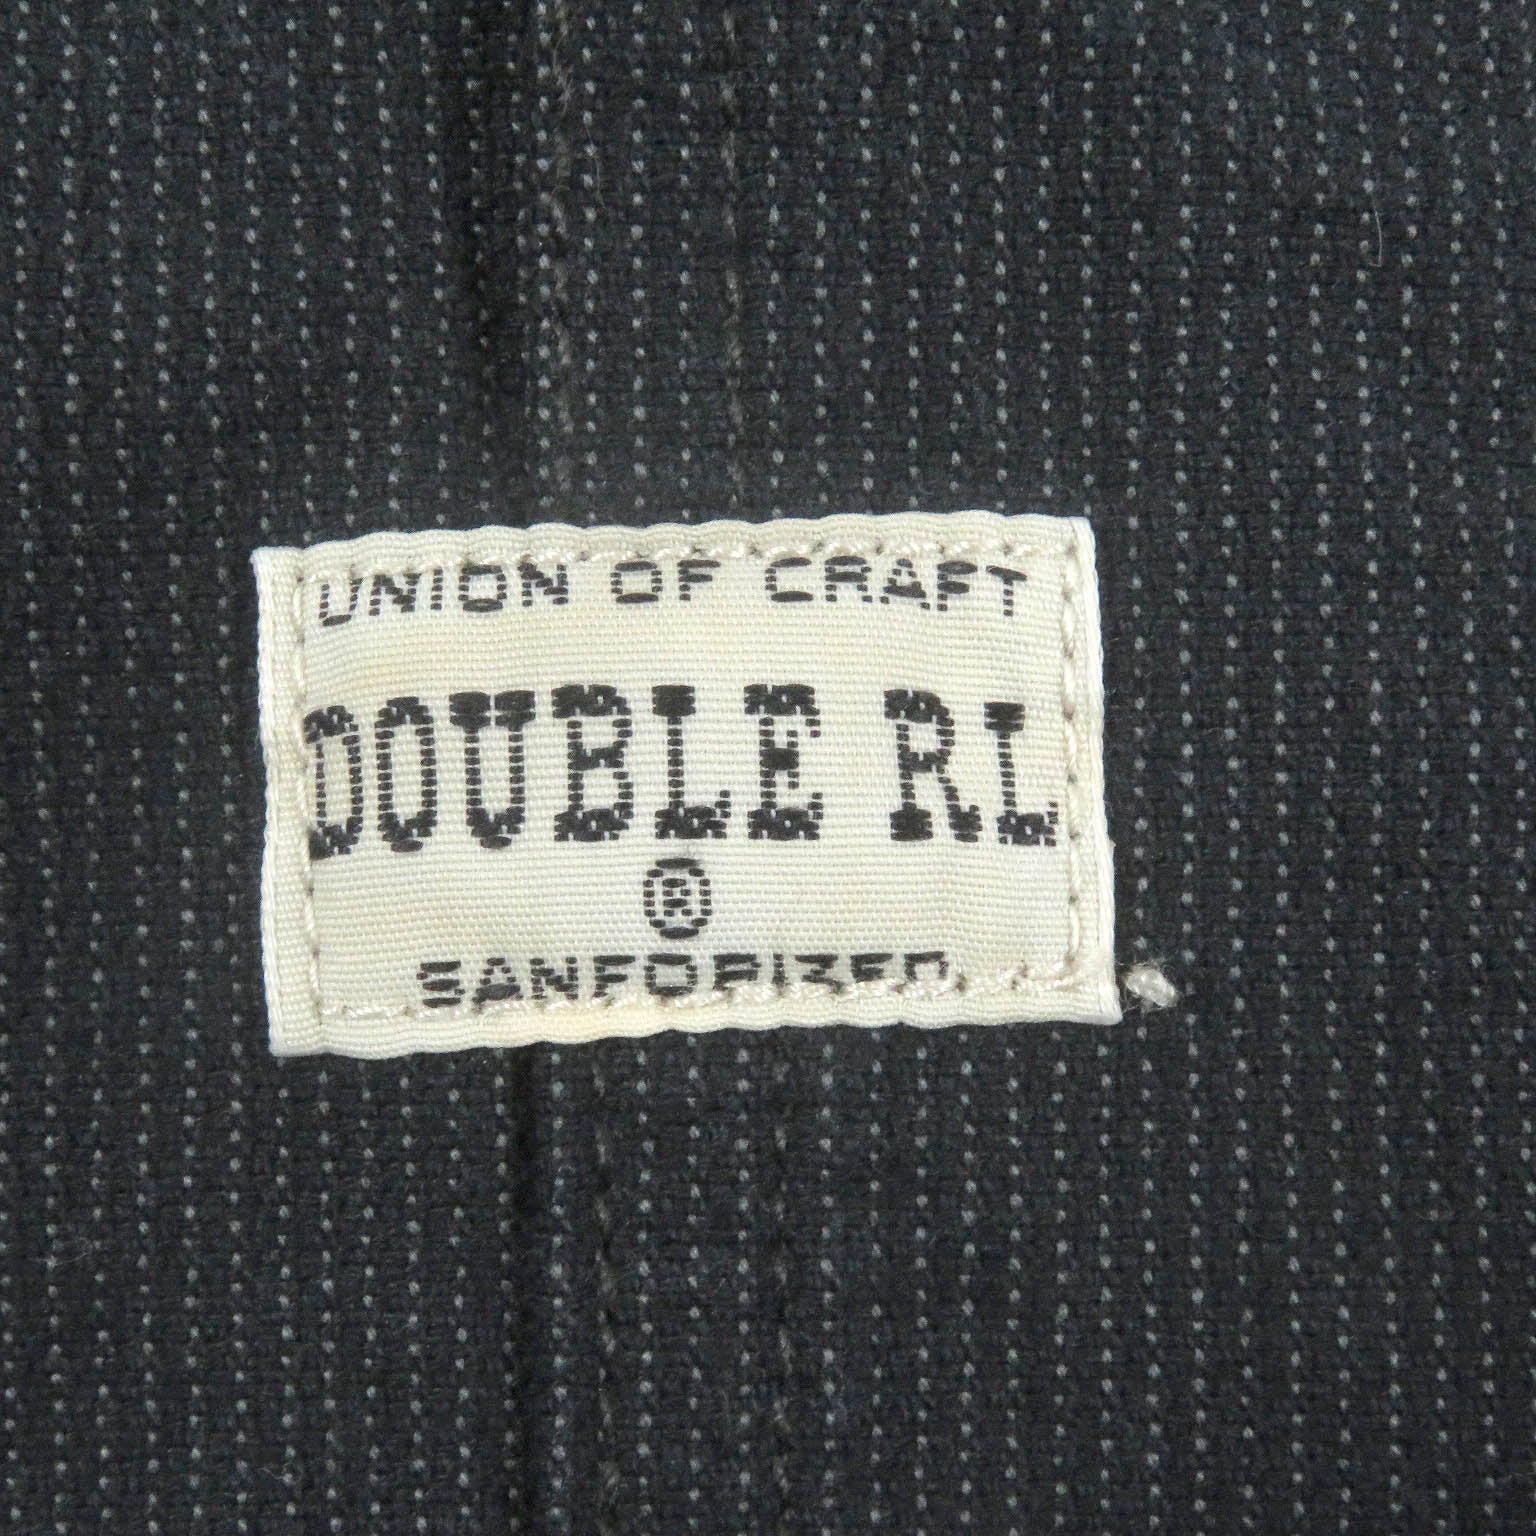 UNION OF CRAFT
DOUBLE RL
®
SANFORIZED